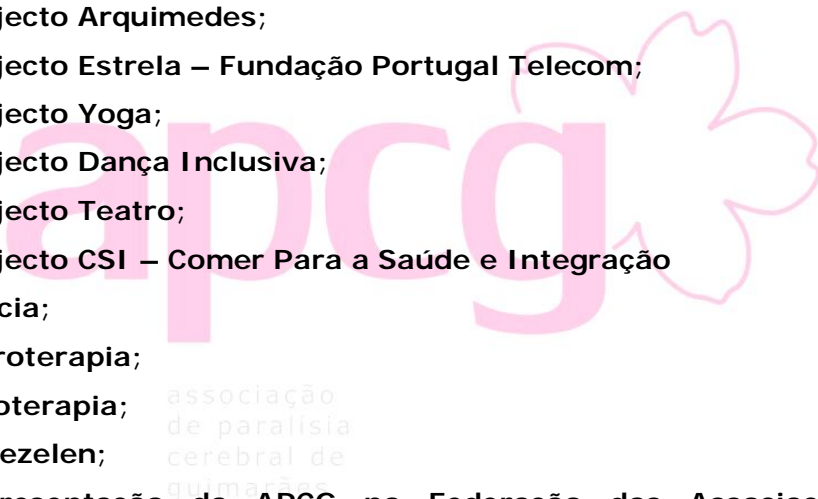 jecto Arquimedes;
jecto Estrela – Fundação Portugal Telecom;
jecto Yoga;
jecto Dança Inclusiva;
jecto Teatro;
jecto CSI – Comer Para a Saúde e Integração
cia;
roterapia;
oterapia;
ezelen;
apcg
associação
de paralisia
cerebral de
guimarães
da APCG na Federação das